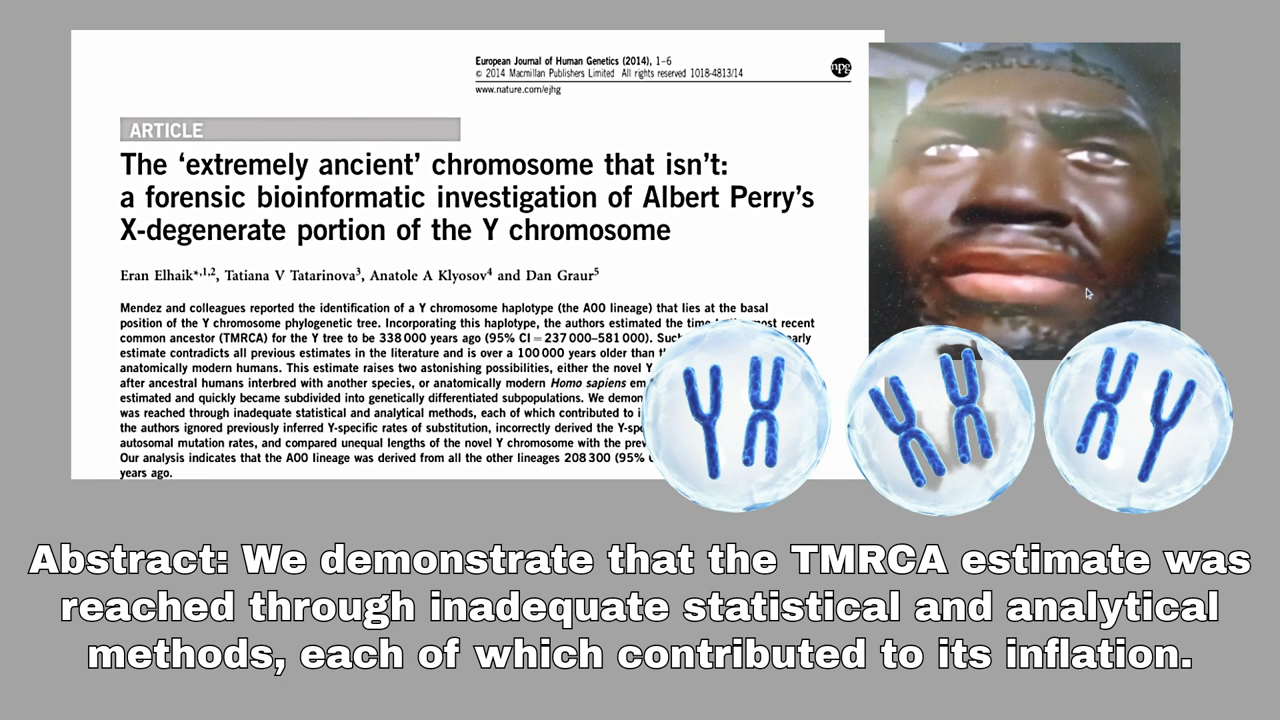 European Journal of Human Genetics (2014), 1–6
© 2014 Macmillan Publishers Limited All rights reserved 1018-4813/14
npg
www.nature.com/ejhg
ARTICLE
The ‘extremely ancient’ chromosome that isn’t:
a forensic bioinformatic investigation of Albert Perry’s
X-degenerate portion of the Y chromosome
Eran Elhaik*,1,2, Tatiana V Tatarinova3, Anatole A Klyosov4 and Dan Graur5
Mendez and colleagues reported the identification of a Y chromosome haplotype (the A00 lineage) that lies at the basal
position of the Y chromosome phylogenetic tree. Incorporating this haplotype, the authors estimated the time most recent
common ancestor (TMRCA) for the Y tree to be 338 000 years ago (95% CI = 237 000–581 000). Such early
estimate contradicts all previous estimates in the literature and is over a 100 000 years older than
anatomically modern humans. This estimate raises two astonishing possibilities, either the novel Y
after ancestral humans interbred with another species, or anatomically modern Homo sapiens
estimated and quickly became subdivided into genetically differentiated subpopulations. We
was reached through inadequate statistical and analytical methods, each of which contributed to
the authors ignored previously inferred Y-specific rates of substitution, incorrectly derived the
autosomal mutation rates, and compared unequal lengths of the novel Y chromosome with the
Our analysis indicates that the A00 lineage was derived from all the other lineages 208 300 (95%
years ago.
Abstract: We demonstrate that the TMRCA estimate was
reached through inadequate statistical and analytical
methods, each of which contributed to its inflation.